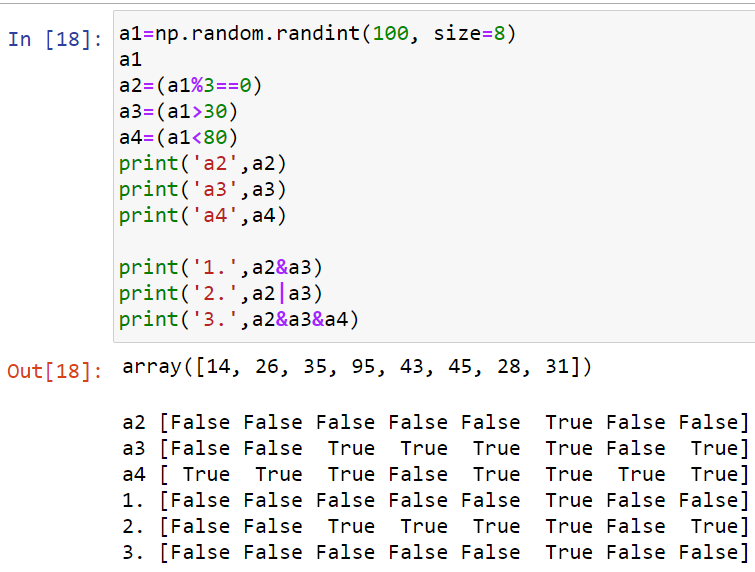 In [18]: a1=np.random.randint(100, size=8)
a1
a2=(a1%3==0)
a3=(a1>30)
a4=(a1<80)
print('a2',a2)
print('a3',a3)
print('a4',a4)
print('1.',a2&a3)
print('2.',a2|a3)
print('3.',a2&a3&a4)
Out[18]: array([14, 26, 35, 95, 43, 45, 28, 31])
a2 [False False False False False  True False False]
a3 [False False  True  True  True  True False  True]
a4 [ True  True  True False  True  True  True  True]
1. [False False False False False  True False False]
2. [False False  True  True  True  True False  True]
3. [False False False False False  True False False]